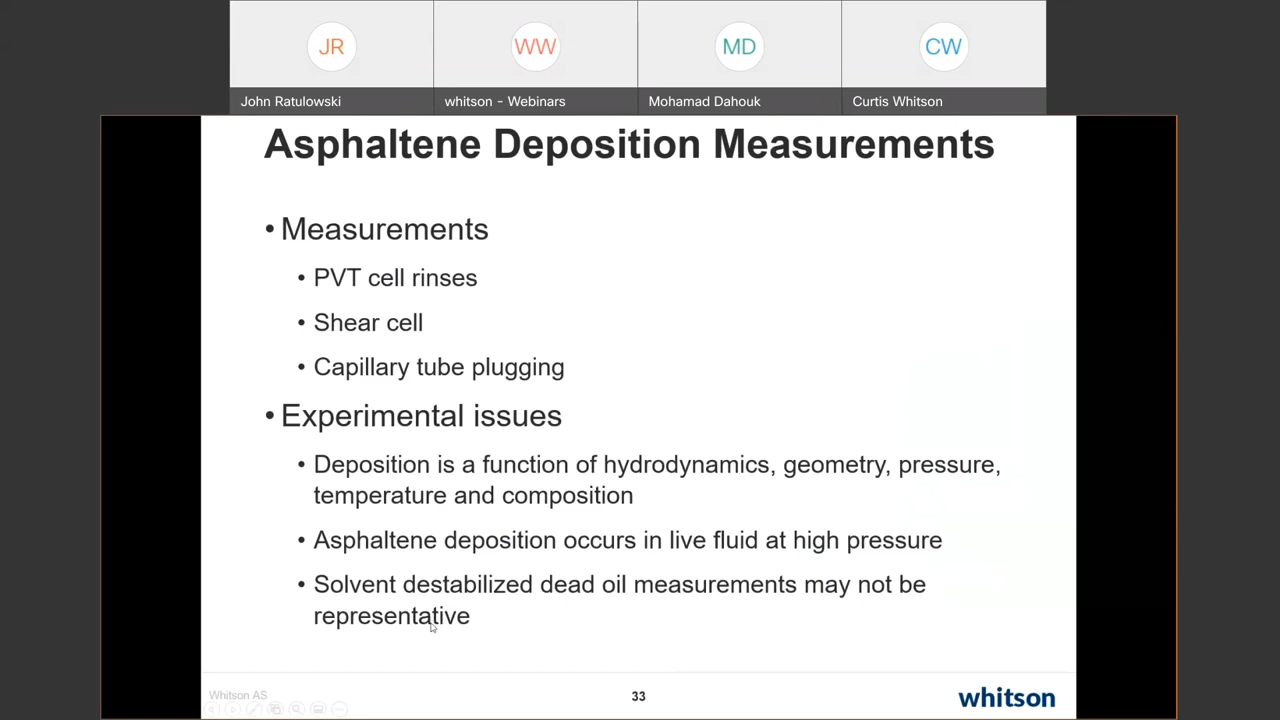 JR
WW
MD
CW
John Ratulowski
whitson - Webinars
Mohamad Dahouk
Curtis Whitson
Asphaltene Deposition Measurements
• Measurements
• PVT cell rinses
• Shear cell
• Capillary tube plugging
• Experimental issues
• Deposition is a function of hydrodynamics, geometry, pressure,
temperature and composition
• Asphaltene deposition occurs in live fluid at high pressure
• Solvent destabilized dead oil measurements may not be
representative
Whitson AS
33
whitson